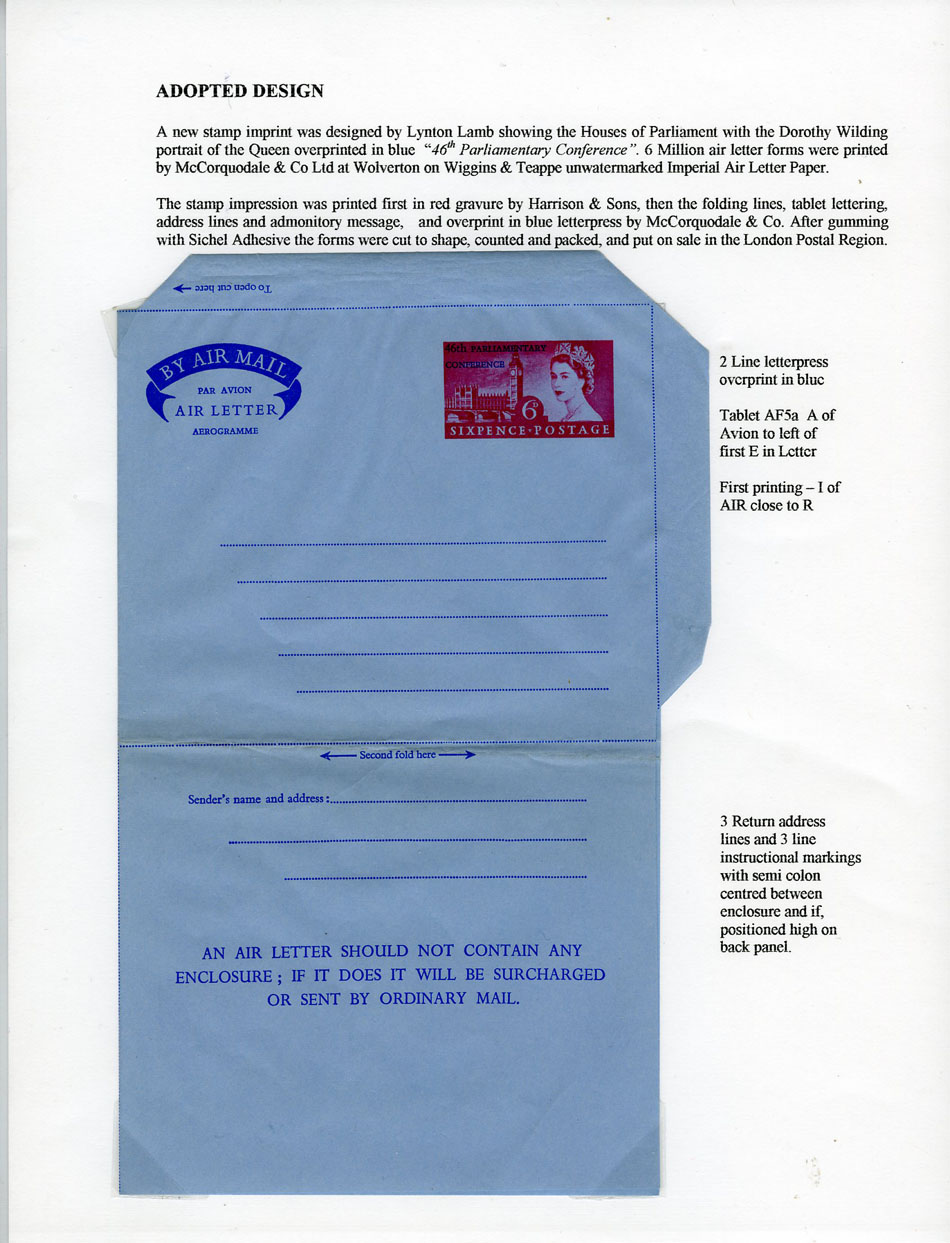 ADOPTED DESIGN
A new stamp imprint was designed by Lynton Lamb showing the Houses of Parliament with the Dorothy Wilding
portrait of the Queen overprinted in blue "46th Parliamentary Conference". 6 Million air letter forms were printed
by McCorquodale & Co Ltd at Wolverton on Wiggins & Teappe unwatermarked Imperial Air Letter Paper.
The stamp impression was printed first in red gravure by Harrison & Sons, then the folding lines, tablet lettering,
address lines and admonitory message, and overprint in blue letterpress by McCorquodale & Co. After gumming
with Sichel Adhesive the forms were cut to shape, counted and packed, and put on sale in the London Postal Region.
To open cut here
BY AIR MAIL
PAR AVION
AIR LETTER
AEROGRAMME
46th PARLIAMENTARY
CONFERENCE
6D
SIXPENCE·POSTAGE
2 Line letterpress
overprint in blue
Tablet AF5a A of
Avion to left of
first E in Letter
First printing – I of
AIR close to R
Second fold here
Sender's name and address:
3 Return address
lines and 3 line
instructional markings
with semi colon
centred between
enclosure and if,
positioned high on
back panel.
AN AIR LETTER SHOULD NOT CONTAIN ANY
ENCLOSURE ; IF IT DOES IT WILL BE SURCHARGED
OR SENT BY ORDINARY MAIL.